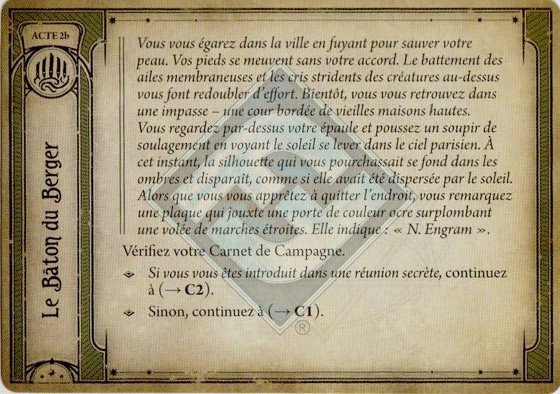 ACTE 2b
Le Bâton du Berger
Vous vous égarez dans la ville en fuyant pour sauver votre
peau. Vos pieds se meuvent sans votre accord. Le battement des
ailes membraneuses et les cris stridents des créatures au-dessus
vous font redoubler d'effort. Bientôt, vous vous retrouvez dans
une impasse – une cour bordée de vieilles maisons hautes.
Vous regardez par-dessus votre épaule et poussez un soupir de
soulagement en voyant le soleil se lever dans le ciel parisien. À
cet instant, la silhouette qui vous pourchassait se fond dans les
ombres et disparaît, comme si elle avait été dispersée par le soleil.
Alors que vous vous apprêtez à quitter l'endroit, vous remarquez
une plaque qui jouxte une porte de couleur ocre surplombant
une volée de marches étroites. Elle indique : « N. Engram ».
Vérifiez votre Carnet de Campagne.
Si vous vous êtes introduit dans une réunion secrète, continuez
à (→ C2).
Sinon, continuez à (→ C1).
®